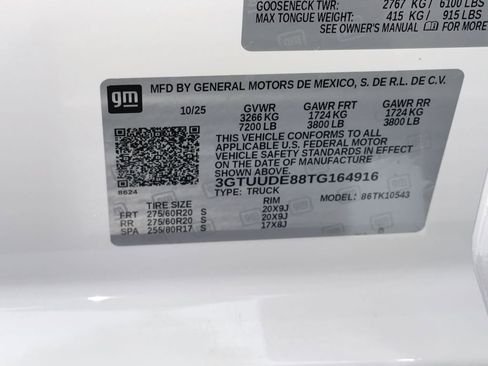 GOOSENECK TWR: 2767 KG/ 6100 LBS
MAX TONGUE WEIGHT: 415 KG/ 915 LBS
SEE OWNER'S MANUAL FOR MORE
gm
MFD BY GENERAL MOTORS DE MEXICO, S. DE R.L. DE C.V.
10/25 GVWR GAWR FRT GAWR RR
3266 KG 1724 KG 1724 KG
7200 LB 3800 LB 3800 LB
THIS VEHICLE CONFORMS TO ALL
APPLICABLE U.S. FEDERAL MOTOR
VEHICLE SAFETY STANDARDS IN
EFFECT ON THE DATE OF MANUFACTURE
SHOWN ABOVE.
3GTUUDE88TG164916
8624
TYPE: TRUCK
TIRE SIZE RIM MODEL: 86TK10543
FRT 275/60R20 S 20X9J
RR 275/60R20 S 20X9J
SPA 255/80R17 S 17X8J